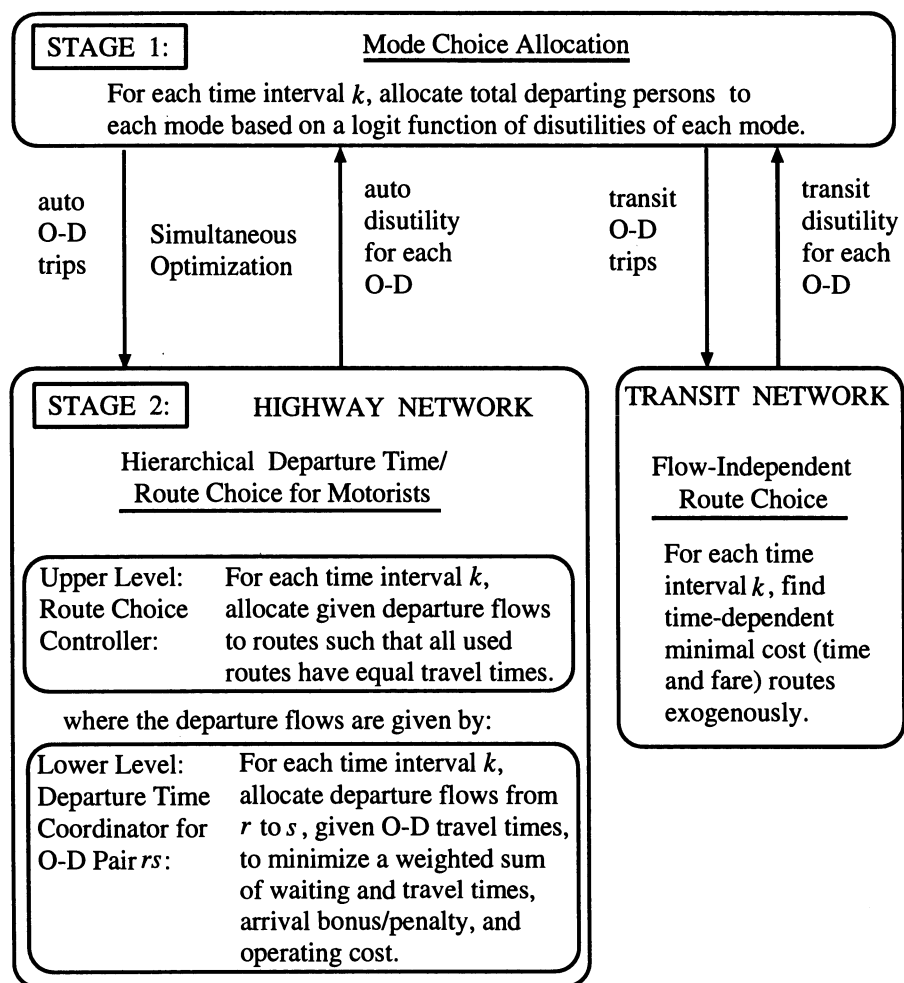 STAGE 1:
Mode Choice Allocation
For each time interval k, allocate total departing persons to
each mode based on a logit function of disutilities of each mode.
auto
O-D
trips
Simultaneous
Optimization
auto
disutility
for each
O-D
transit
O-D
trips
transit
disutility
for each
O-D
STAGE 2:
HIGHWAY NETWORK
Hierarchical Departure Time/
Route Choice for Motorists
Upper Level:
Route Choice
Controller:
For each time interval k,
allocate given departure flows
to routes such that all used
routes have equal travel times.
where the departure flows are given by:
Lower Level:
Departure Time
Coordinator for
O-D Pair rs:
For each time interval k,
allocate departure flows from
r to s, given O-D travel times,
to minimize a weighted sum
of waiting and travel times,
arrival bonus/penalty, and
operating cost.
TRANSIT NETWORK
Flow-Independent
Route Choice
For each time
interval k, find
time-dependent
minimal cost (time
and fare) routes
exogenously.